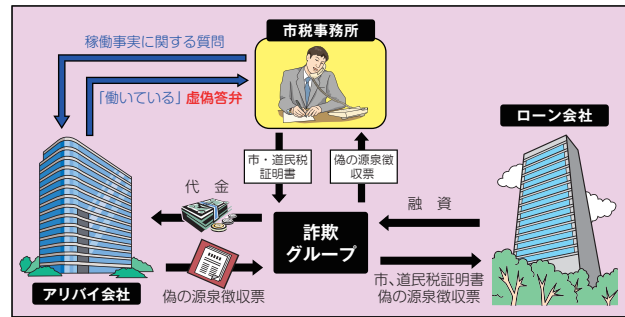 市税事務所
稼働事実に関する質問
「働いている」虚偽答弁
ローン会社
市・道民税
証明書
偽の源泉徴
収票
代 金
融 資
詐欺
グループ
市、道民税証明書
偽の源泉徴収票
アリバイ会社
偽の源泉徴収票